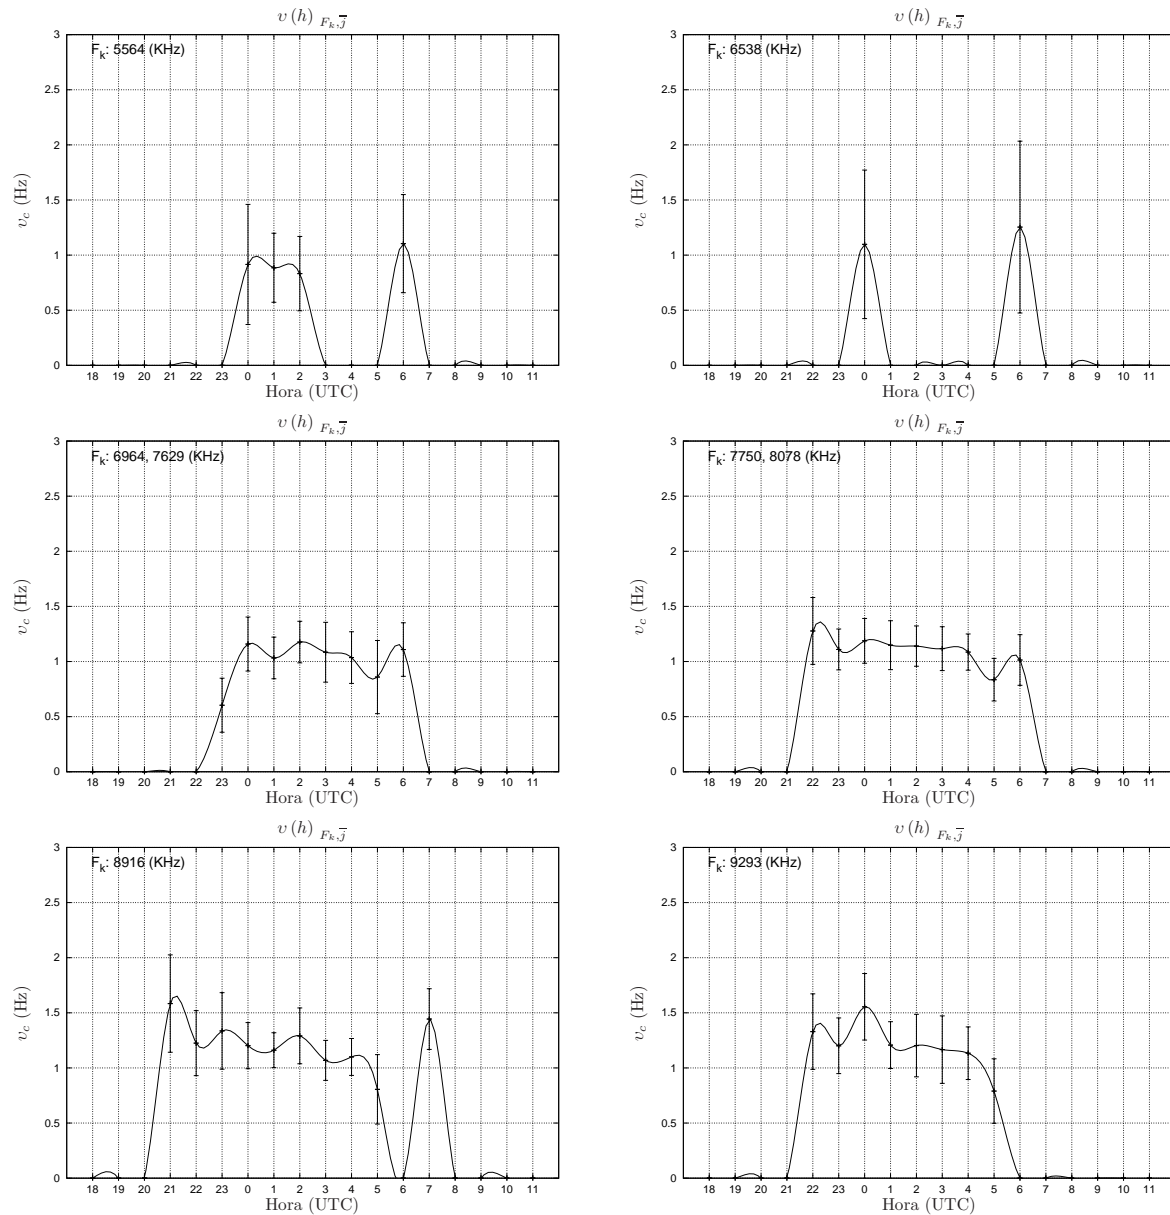 υ (h) F_k, j̅
F_k: 5564 (KHz)
3
2.5
2
1.5
1
0.5
0
υ_c (Hz)
18 19 20 21 22 23 0 1 2 3 4 5 6 7 8 9 10 11
Hora (UTC)
υ (h) F_k, j̅
F_k: 6538 (KHz)
3
2.5
2
1.5
1
0.5
0
υ_c (Hz)
18 19 20 21 22 23 0 1 2 3 4 5 6 7 8 9 10 11
Hora (UTC)
υ (h) F_k, j̅
F_k: 6964, 7629 (KHz)
3
2.5
2
1.5
1
0.5
0
υ_c (Hz)
18 19 20 21 22 23 0 1 2 3 4 5 6 7 8 9 10 11
Hora (UTC)
υ (h) F_k, j̅
F_k: 7750, 8078 (KHz)
3
2.5
2
1.5
1
0.5
0
υ_c (Hz)
18 19 20 21 22 23 0 1 2 3 4 5 6 7 8 9 10 11
Hora (UTC)
υ (h) F_k, j̅
F_k: 8916 (KHz)
3
2.5
2
1.5
1
0.5
0
υ_c (Hz)
18 19 20 21 22 23 0 1 2 3 4 5 6 7 8 9 10 11
Hora (UTC)
υ (h) F_k, j̅
F_k: 9293 (KHz)
3
2.5
2
1.5
1
0.5
0
υ_c (Hz)
18 19 20 21 22 23 0 1 2 3 4 5 6 7 8 9 10 11
Hora (UTC)